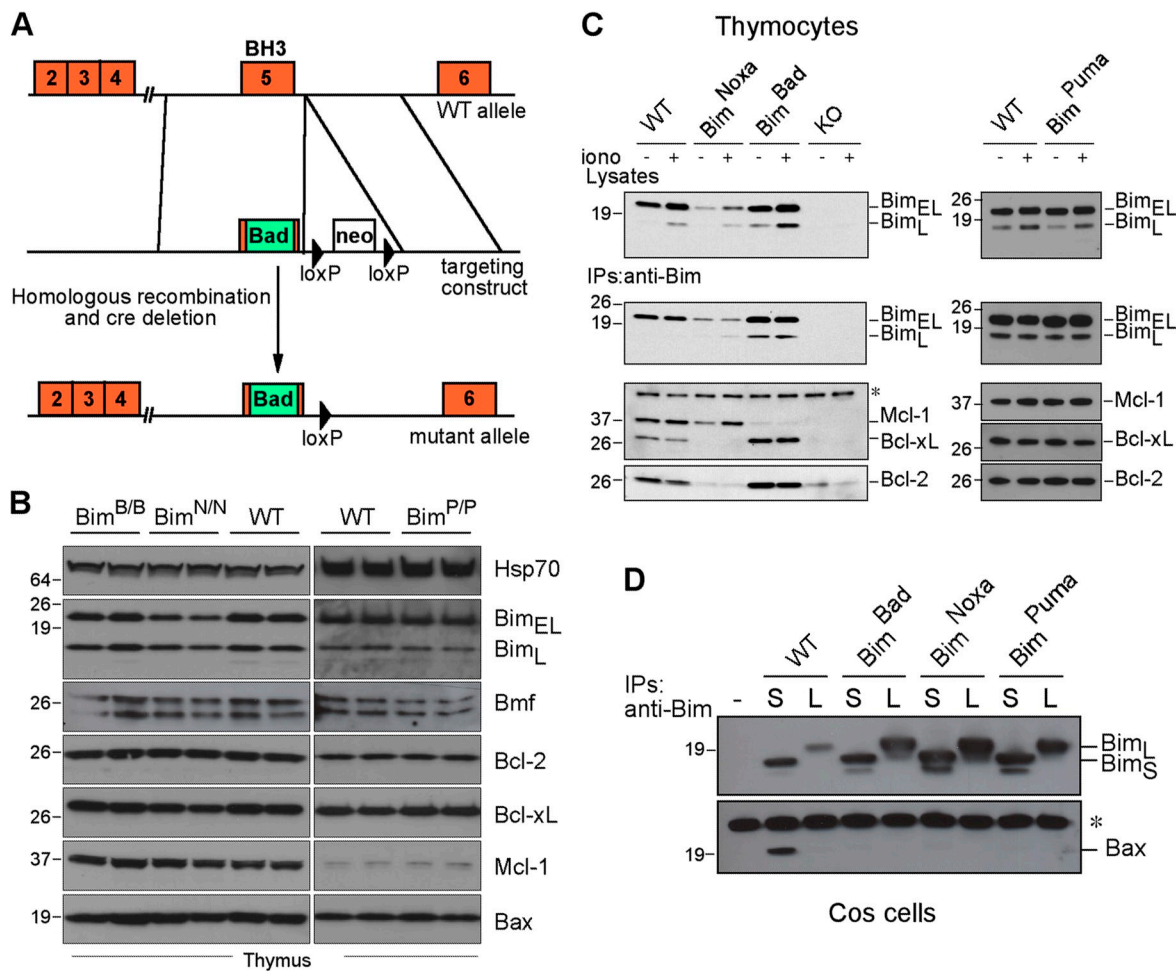 A
BH3
2 3 4 // 5 6
WT allele
Bad neo
loxP loxP targeting
construct
Homologous recombination
and cre deletion
2 3 4 // Bad 6
loxP mutant allele
B
Bim B/B Bim N/N WT WT Bim P/P
64– Hsp70
26– BimEL
19– BimL
26– Bmf
26– Bcl-2
26– Bcl-xL
37– Mcl-1
19– Bax
Thymus
C
Thymocytes
WT Bim Noxa Bim Bad KO WT Bim Puma
iono - + - + - + - + - + - +
Lysates
19– –BimEL 26– –BimEL
–BimL 19– –BimL
IPs:anti-Bim
26– 26–
19– –BimEL 19– –BimEL
–BimL –BimL
*
37– –Mcl-1 37– –Mcl-1
26– –Bcl-xL 26– –Bcl-xL
26– –Bcl-2 26– –Bcl-2
D
WT Bim Bad Bim Noxa Bim Puma
IPs:
anti-Bim - S L S L S L S L
19– –BimL
–BimS
*
19– – Bax
Cos cells